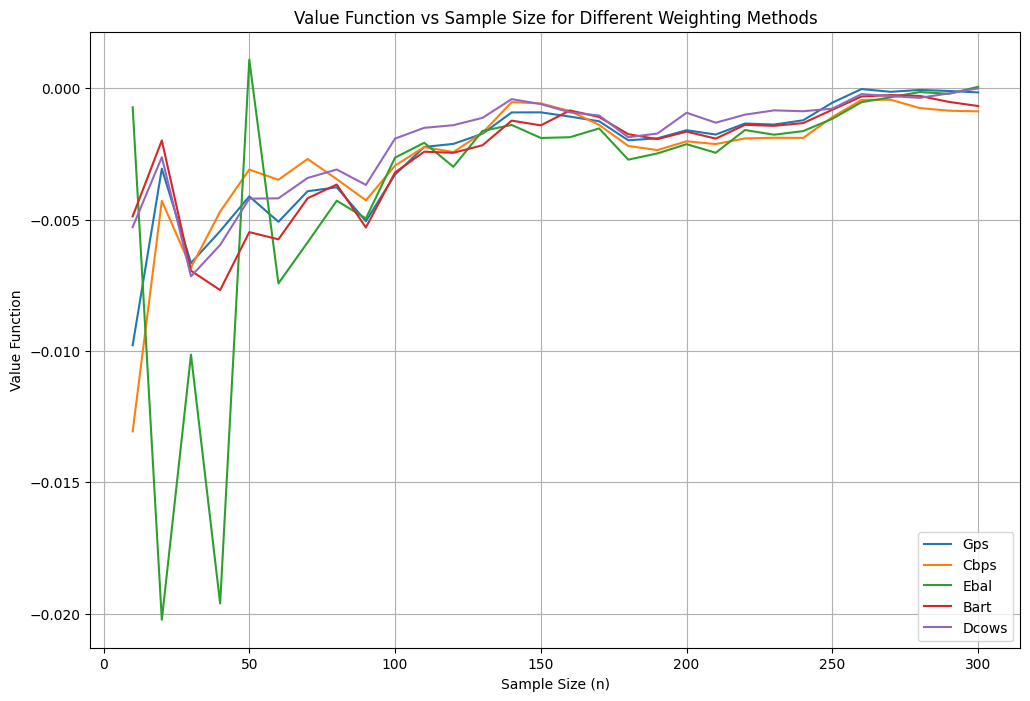 Value Function vs Sample Size for Different Weighting Methods
Value Function
0.000
−0.005
−0.010
−0.015
−0.020
0 50 100 150 200 250 300
Sample Size (n)
Gps
Cbps
Ebal
Bart
Dcows